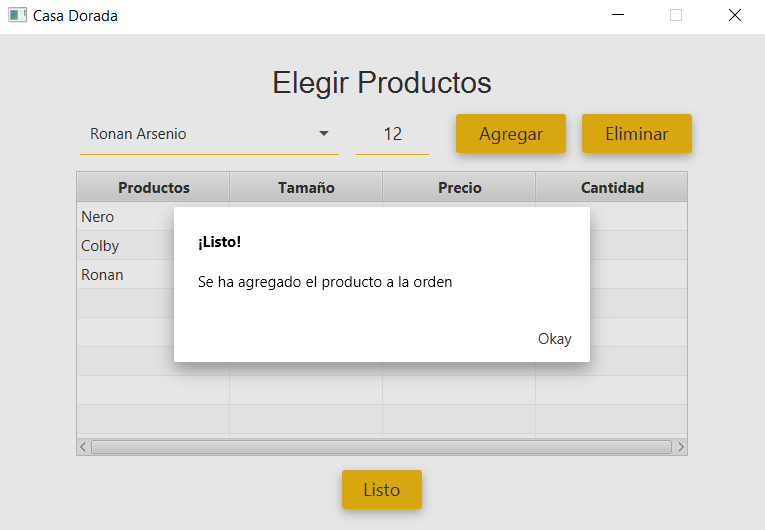 Casa Dorada
Elegir Productos
Ronan Arsenio
12
Agregar
Eliminar
Productos Tamaño Precio Cantidad
Nero
Colby
Ronan
¡Listo!
Se ha agregado el producto a la orden
Okay
Listo